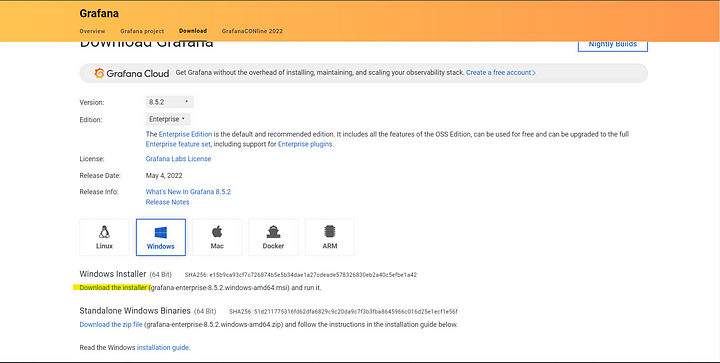 Grafana
Overview Grafana project Download GrafanaCONline 2022
Download Grafana
Nightly Builds
Grafana Cloud Get Grafana without the overhead of installing, maintaining, and scaling your observability stack. Create a free account
Version: 8.5.2
Edition: Enterprise
The Enterprise Edition is the default and recommended edition. It includes all the features of the OSS Edition, can be used for free and can be upgraded to the full
Enterprise feature set, including support for Enterprise plugins.
License: Grafana Labs License
Release Date: May 4, 2022
Release Info: What's New In Grafana 8.5.2
Release Notes
Linux Windows Mac Docker ARM
Windows Installer (64 Bit) SHA256: e15b9ca93cf7c726874b5e5b34dae1a27cdeade578326830eb2a40c5efbe1a42
Download the installer (grafana-enterprise-8.5.2.windows-amd64.msi) and run it.
Standalone Windows Binaries (64 Bit) SHA256: 51d211775316fd62dfa6829c9c20da9c7f3b3fba8645966c016d25e1ecf1e56f
Download the zip file (grafana-enterprise-8.5.2.windows-amd64.zip) and follow the instructions in the installation guide below.
Read the Windows installation guide.